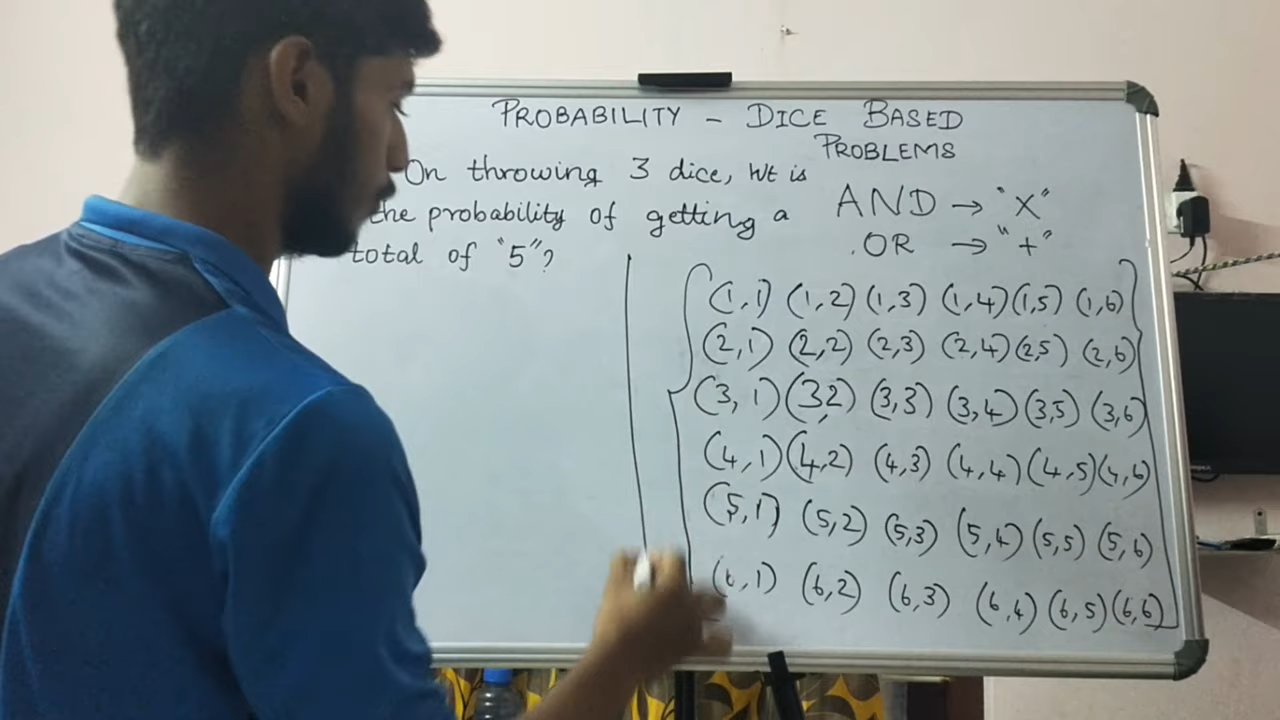 PROBABILITY - DICE BASED
PROBLEMS
On throwing 3 dice, Wt is
the probability of getting a
total of "5"?
AND → "X"
OR → "+"
(1,1) (1,2) (1,3) (1,4) (1,5) (1,6)
(2,1) (2,2) (2,3) (2,4) (2,5) (2,6)
(3,1) (3,2) (3,3) (3,4) (3,5) (3,6)
(4,1) (4,2) (4,3) (4,4) (4,5) (4,6)
(5,1) (5,2) (5,3) (5,4) (5,5) (5,6)
(6,1) (6,2) (6,3) (6,4) (6,5) (6,6)